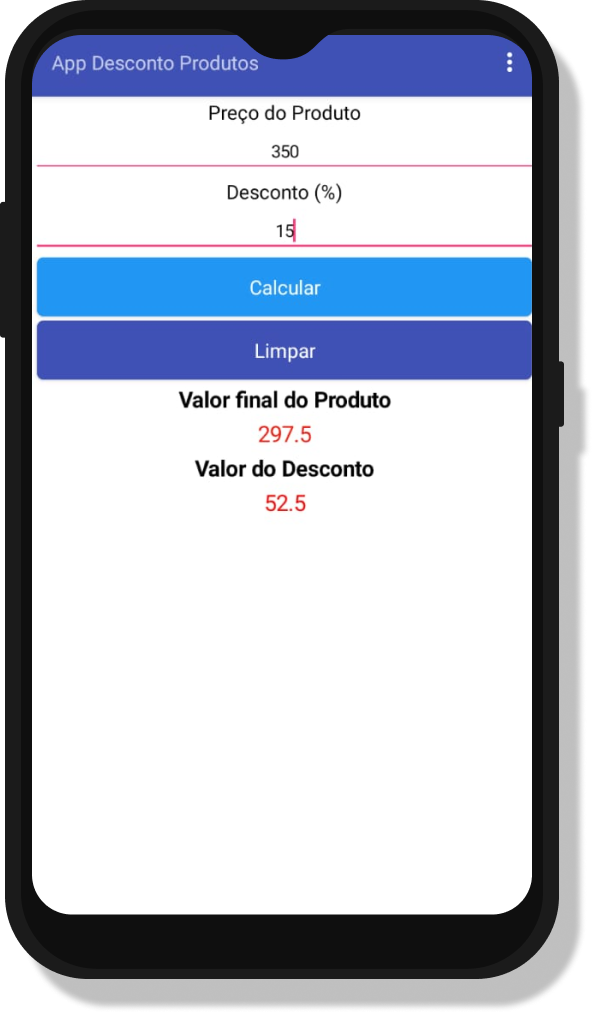 App Desconto Produtos
Preço do Produto
350
Desconto (%)
15
Calcular
Limpar
Valor final do Produto
297.5
Valor do Desconto
52.5